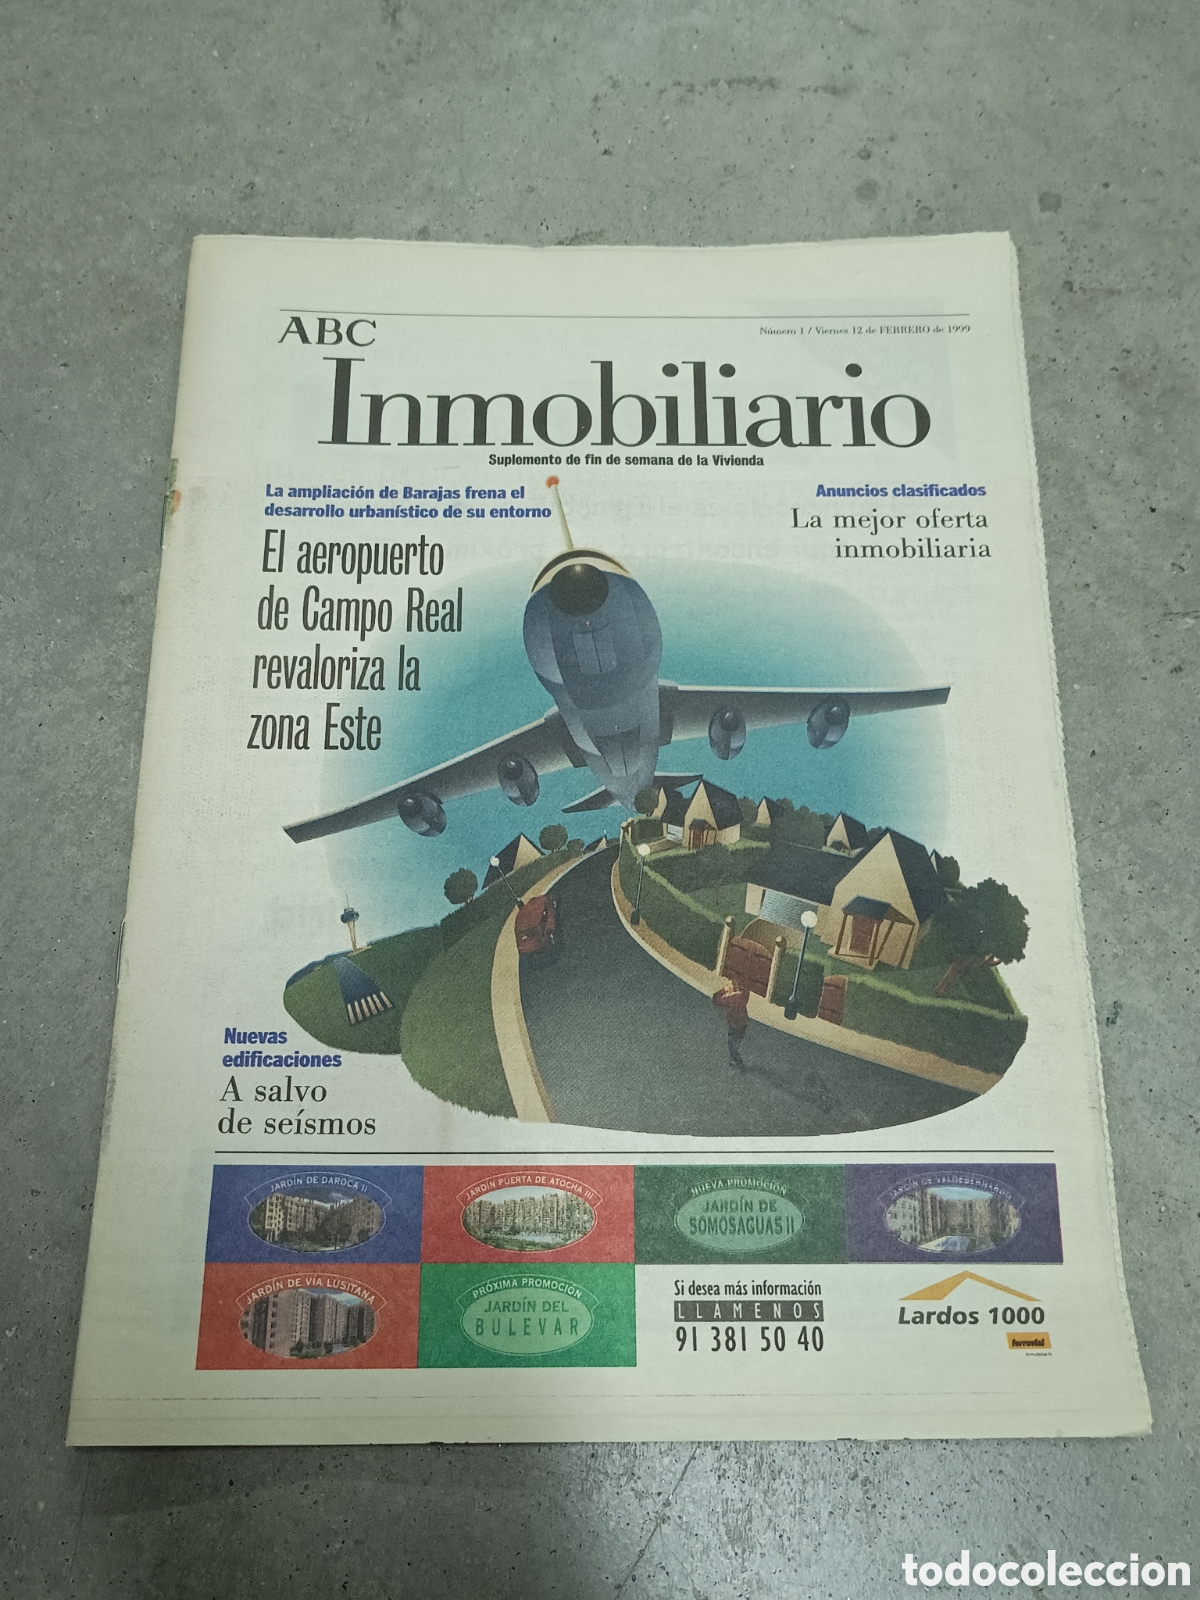 ABC
Número 1 / Viernes 12 de FEBRERO de 1999
Inmobiliario
Suplemento de fin de semana de la Vivienda
La ampliación de Barajas frena el
desarrollo urbanístico de su entorno
El aeropuerto
de Campo Real
revaloriza la
zona Este
Anuncios clasificados
La mejor oferta
inmobiliaria
Nuevas
edificaciones
A salvo
de seísmos
JARDÍN DE DAROCA II
JARDÍN PUERTA DE ATOCHA III
NUEVA PROMOCIÓN
JARDÍN DE
SOMOSAGUAS II
JARDÍN DE VALDEBERNARDO
JARDÍN DE VÍA LUSITANA
PRÓXIMA PROMOCIÓN
JARDÍN DEL
BULEVAR
Si desea más información
LLAMENOS
91 381 50 40
Lardos 1000
ferrovial
todocoleccion